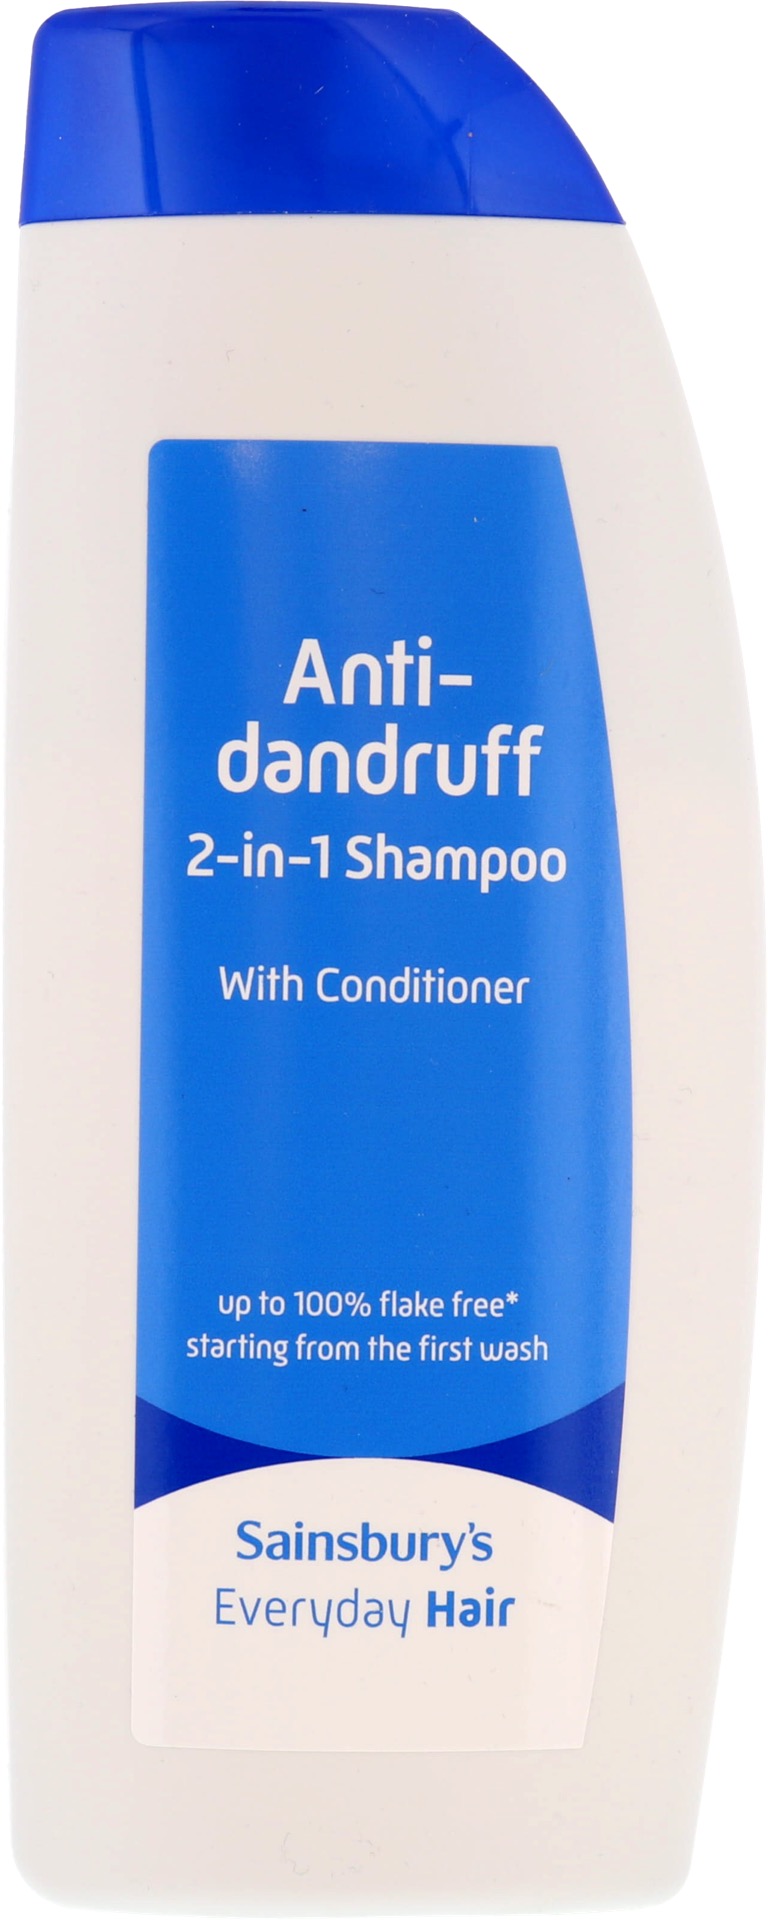 Anti-
dandruff
2-in-1 Shampoo
With Conditioner
up to 100% flake free*
starting from the first wash
Sainsbury's
Everyday Hair